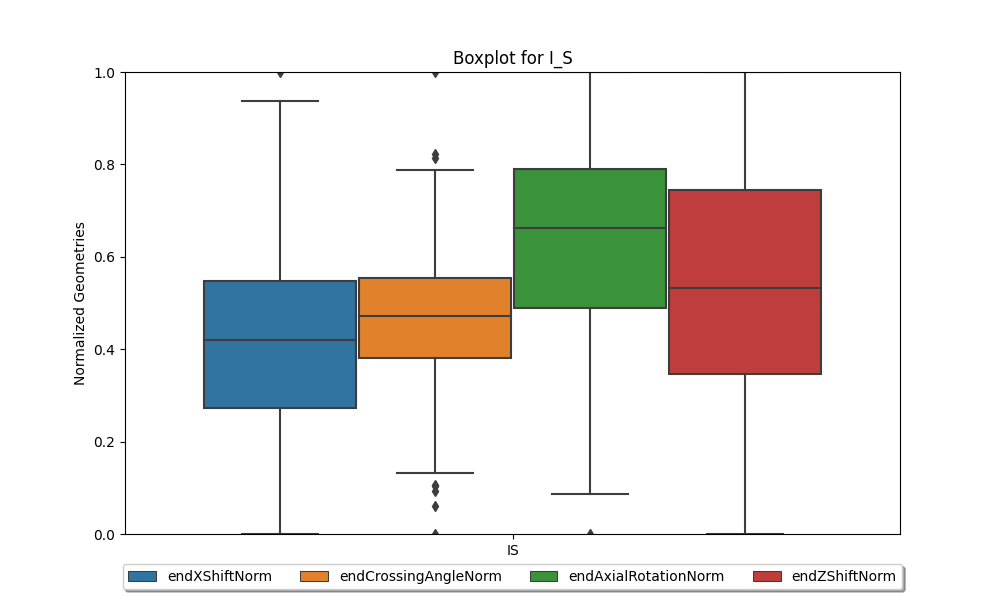 Boxplot for I_S
1.0
0.8
0.6
0.4
0.2
0.0
Normalized Geometries
IS
endXShiftNorm endCrossingAngleNorm endAxialRotationNorm endZShiftNorm